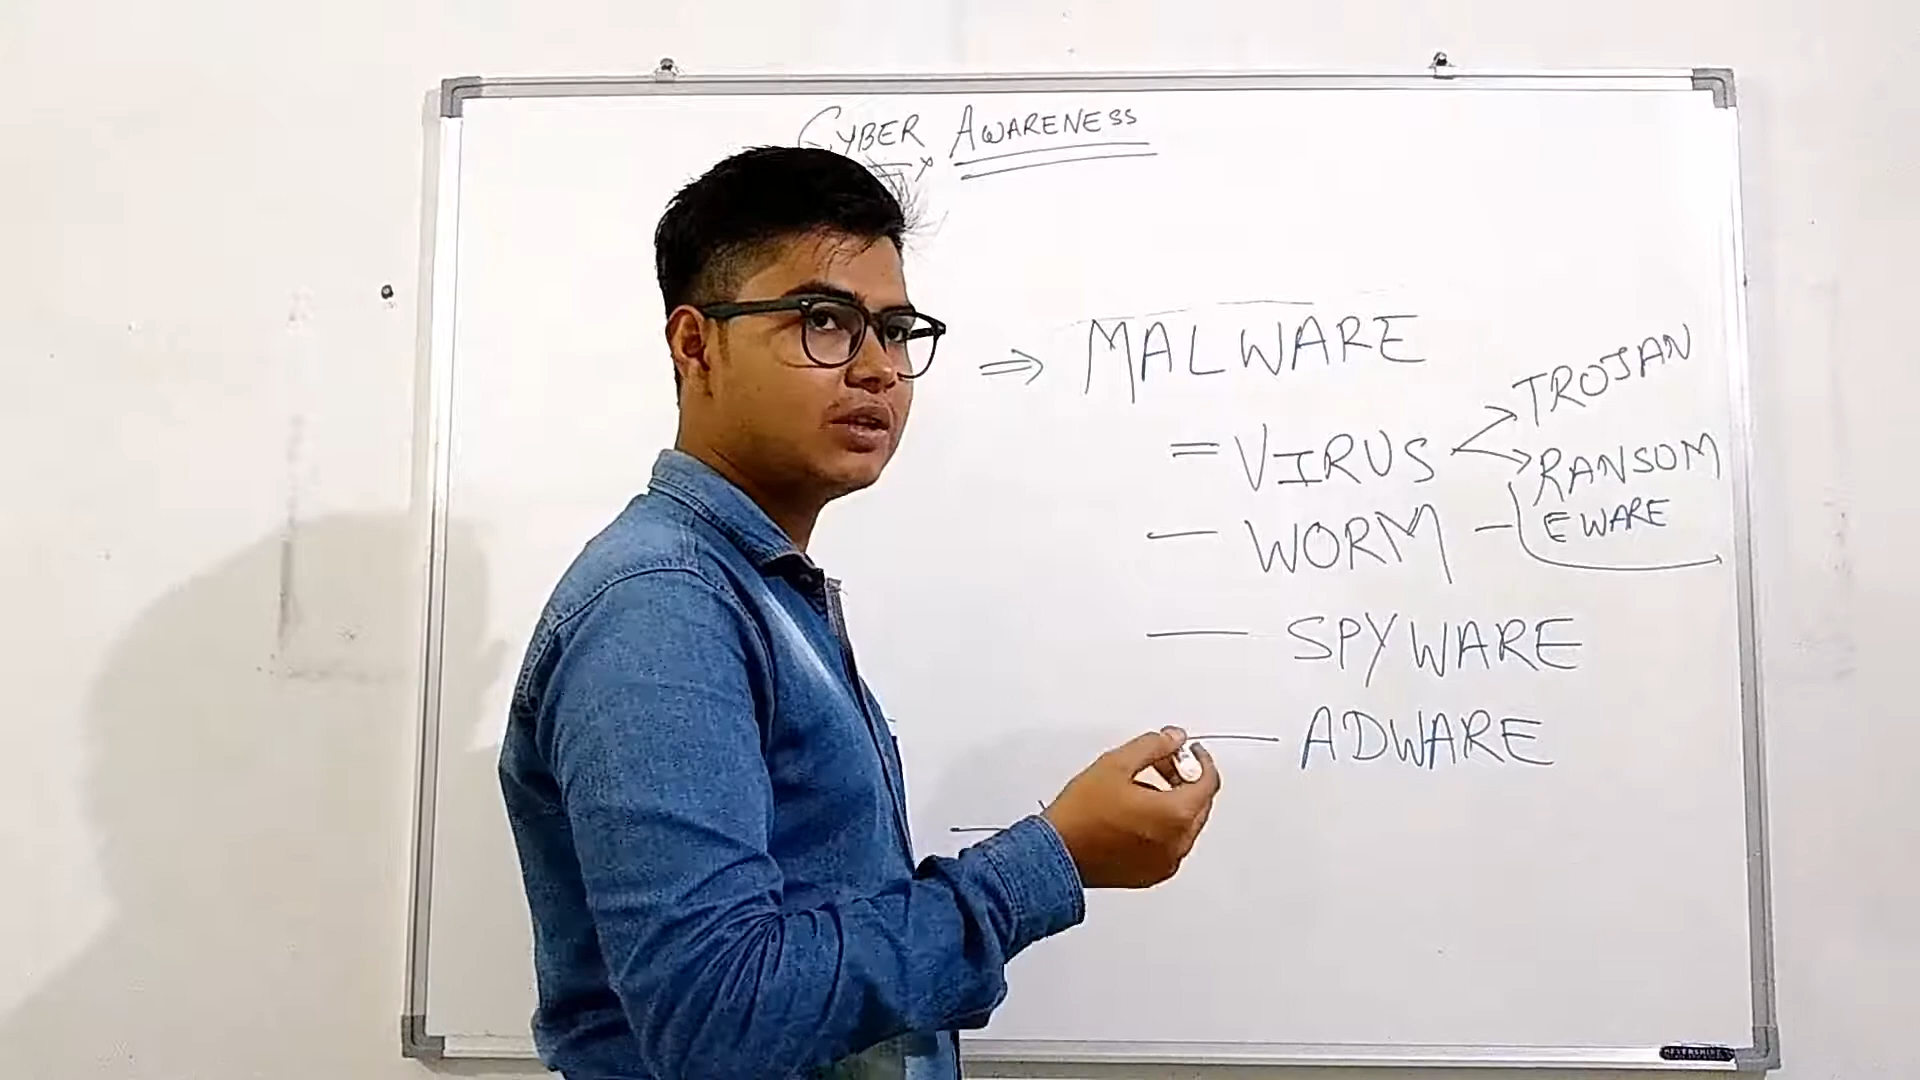 CYBER AWARENESS
⇒ MALWARE
= VIRUS
→ TROJAN
→ RANSOM
EWARE
— WORM —
— SPYWARE
— ADWARE